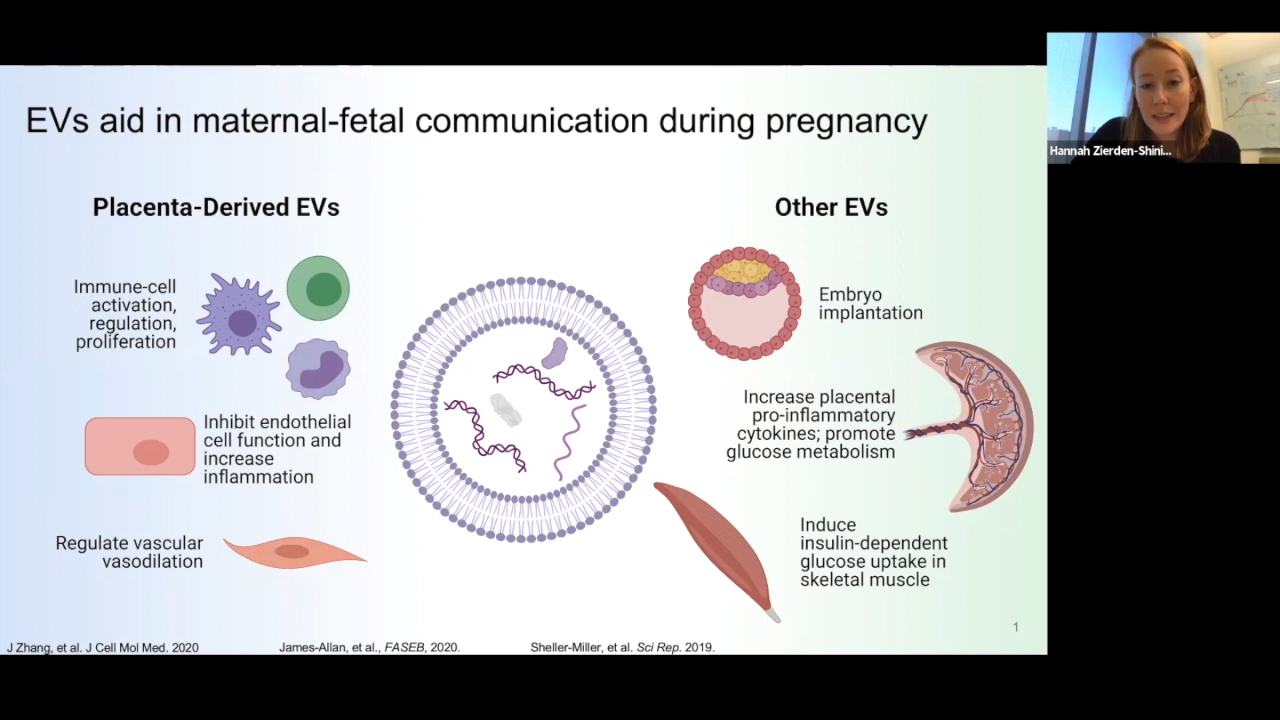 EVs aid in maternal-fetal communication during pregnancy
Hannah Zierden-Shini...
Placenta-Derived EVs
Immune-cell
activation,
regulation,
proliferation
Inhibit endothelial
cell function and
increase
inflammation
Regulate vascular
vasodilation
Other EVs
Embryo
implantation
Increase placental
pro-inflammatory
cytokines; promote
glucose metabolism
Induce
insulin-dependent
glucose uptake in
skeletal muscle
1
J Zhang, et al. J Cell Mol Med. 2020
James-Allan, et al., FASEB, 2020.
Sheller-Miller, et al. Sci Rep. 2019.